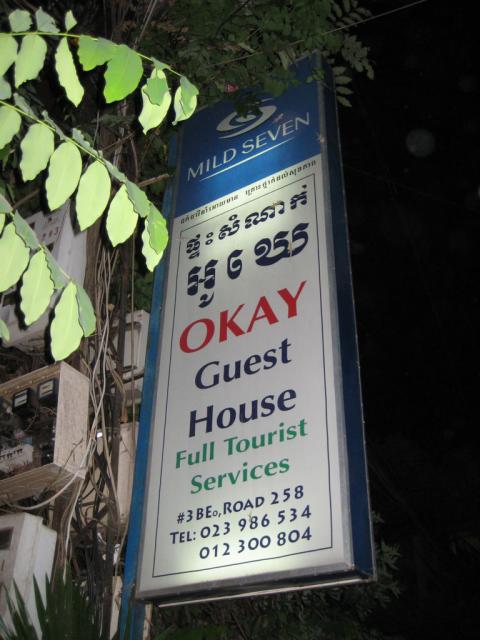 MILD SEVEN
ផ្ទះសំណាក់
អូខេ
OKAY
Guest
House
Full Tourist
Services
#3BEo, ROAD 258
TEL: 023 986 534
012 300 804